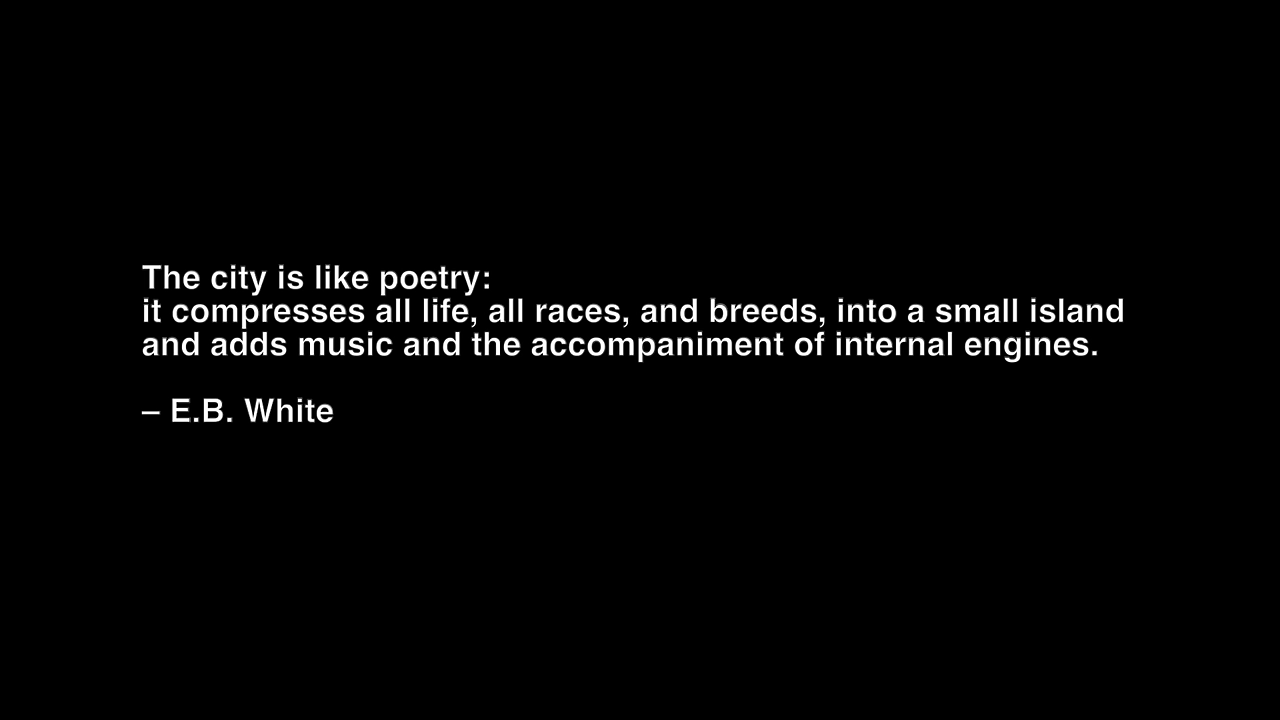 The city is like poetry:
it compresses all life, all races, and breeds, into a small island
and adds music and the accompaniment of internal engines.
– E.B. White